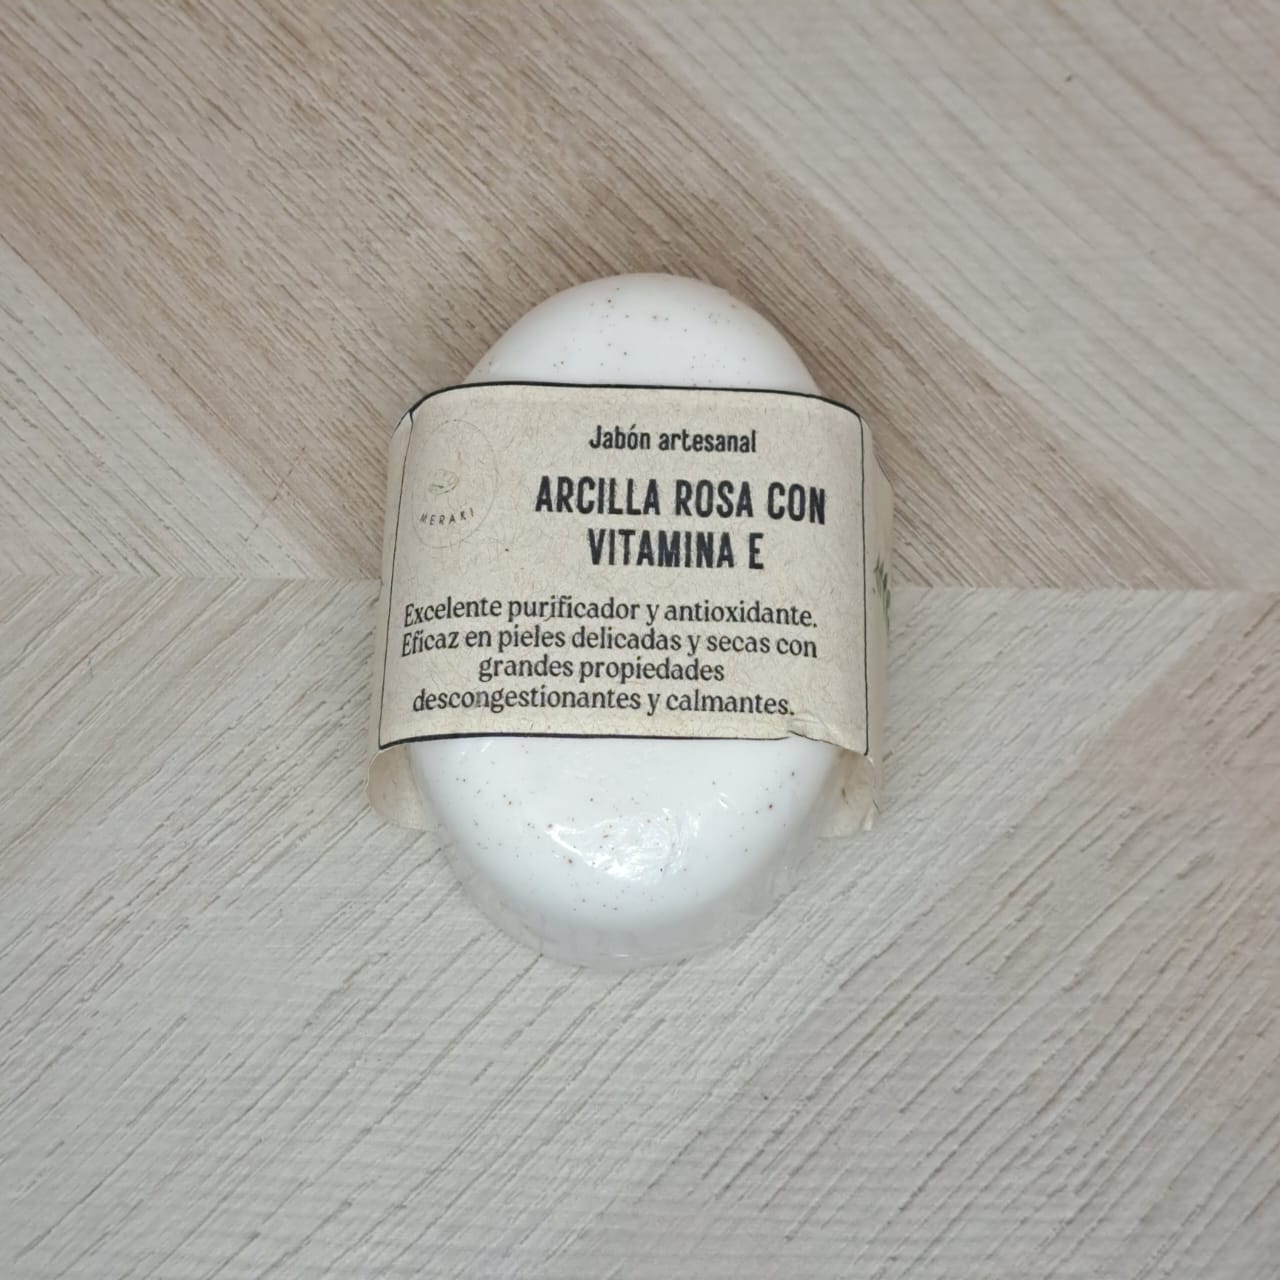 Jabón artesanal
MERAKI
ARCILLA ROSA CON
VITAMINA E
Excelente purificador y antioxidante.
Eficaz en pieles delicadas y secas con
grandes propiedades
descongestionantes y calmantes.